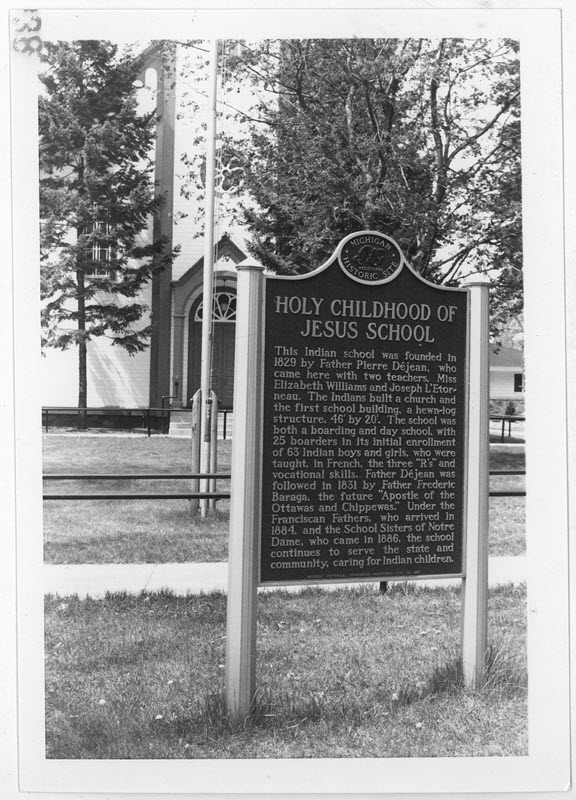 83
MICHIGAN
REGISTERED
HISTORIC SITE
HOLY CHILDHOOD OF
JESUS SCHOOL
This Indian school was founded in
1829 by Father Pierre Déjean, who
came here with two teachers, Miss
Elizabeth Williams and Joseph L'Etor-
neau. The Indians built a church and
the first school building, a hewn-log
structure, 46' by 20'. The school was
both a boarding and day school, with
25 boarders in its initial enrollment
of 63 Indian boys and girls, who were
taught, in French, the three "R's" and
vocational skills. Father Déjean was
followed in 1831 by Father Frederic
Baraga, the future "Apostle of the
Ottawas and Chippewas." Under the
Franciscan Fathers, who arrived in
1884, and the School Sisters of Notre
Dame, who came in 1886, the school
continues to serve the state and
community, caring for Indian children.